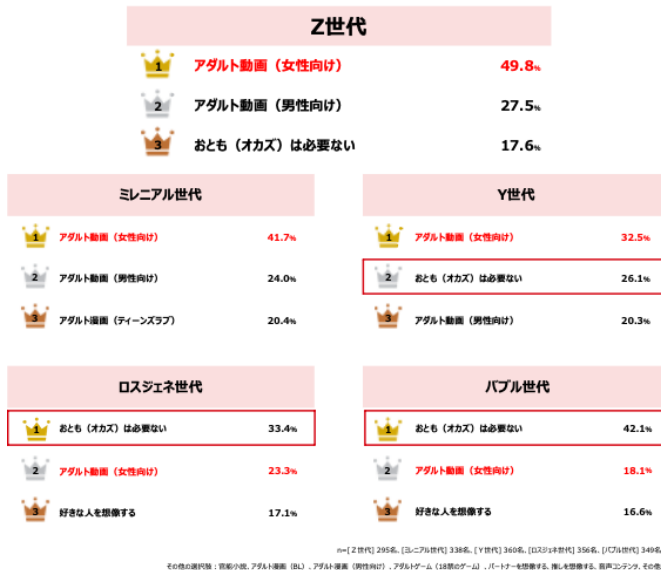 Z世代
1 アダルト動画（女性向け） 49.8%
2 アダルト動画（男性向け） 27.5%
3 おとも（オカズ）は必要ない 17.6%
ミレニアル世代
1 アダルト動画（女性向け） 41.7%
2 アダルト動画（男性向け） 24.0%
3 アダルト漫画（ティーンズラブ） 20.4%
Y世代
1 アダルト動画（女性向け） 32.5%
2 おとも（オカズ）は必要ない 26.1%
3 アダルト動画（男性向け） 20.3%
ロスジェネ世代
1 おとも（オカズ）は必要ない 33.4%
2 アダルト動画（女性向け） 23.3%
3 好きな人を想像する 17.1%
バブル世代
1 おとも（オカズ）は必要ない 42.1%
2 アダルト動画（女性向け） 18.1%
3 好きな人を想像する 16.6%
n=[Z世代] 295名、[ミレニアル世代] 338名、[Y世代] 360名、[ロスジェネ世代] 356名、[バブル世代] 349名
その他の選択肢：官能小説、アダルト漫画（BL）、アダルト漫画（男性向け）、アダルトゲーム（18禁のゲーム）、パートナーを想像する、推しを想像する、音声コンテンツ、その他